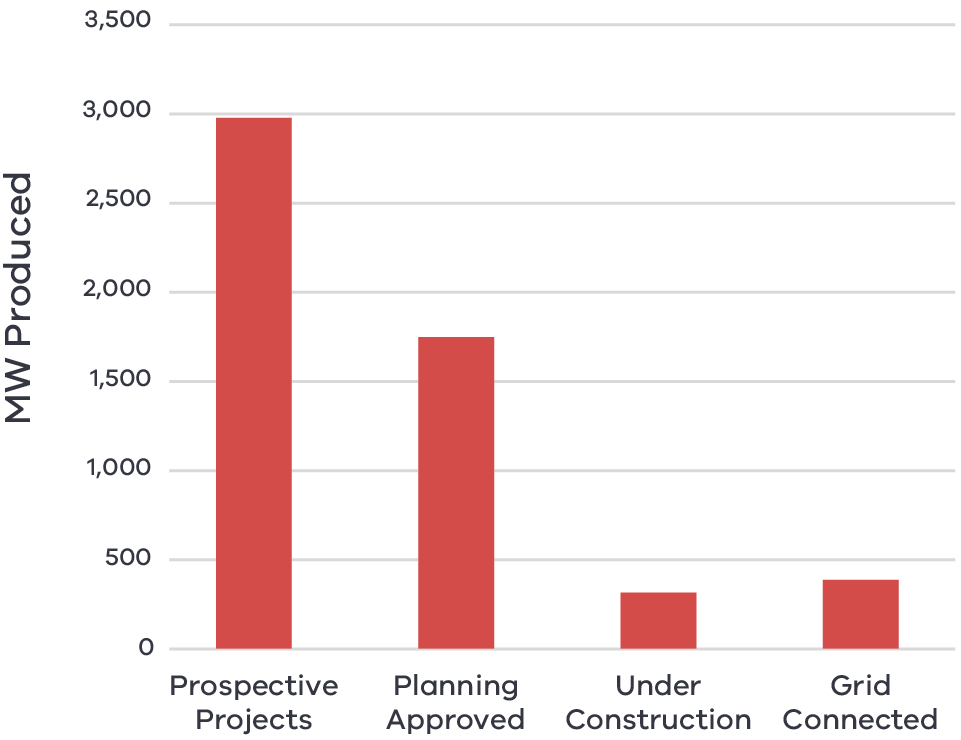 3,500
3,000
2,500
2,000
1,500
1,000
500
0
MW Produced
Prospective
Projects
Planning
Approved
Under
Construction
Grid
Connected